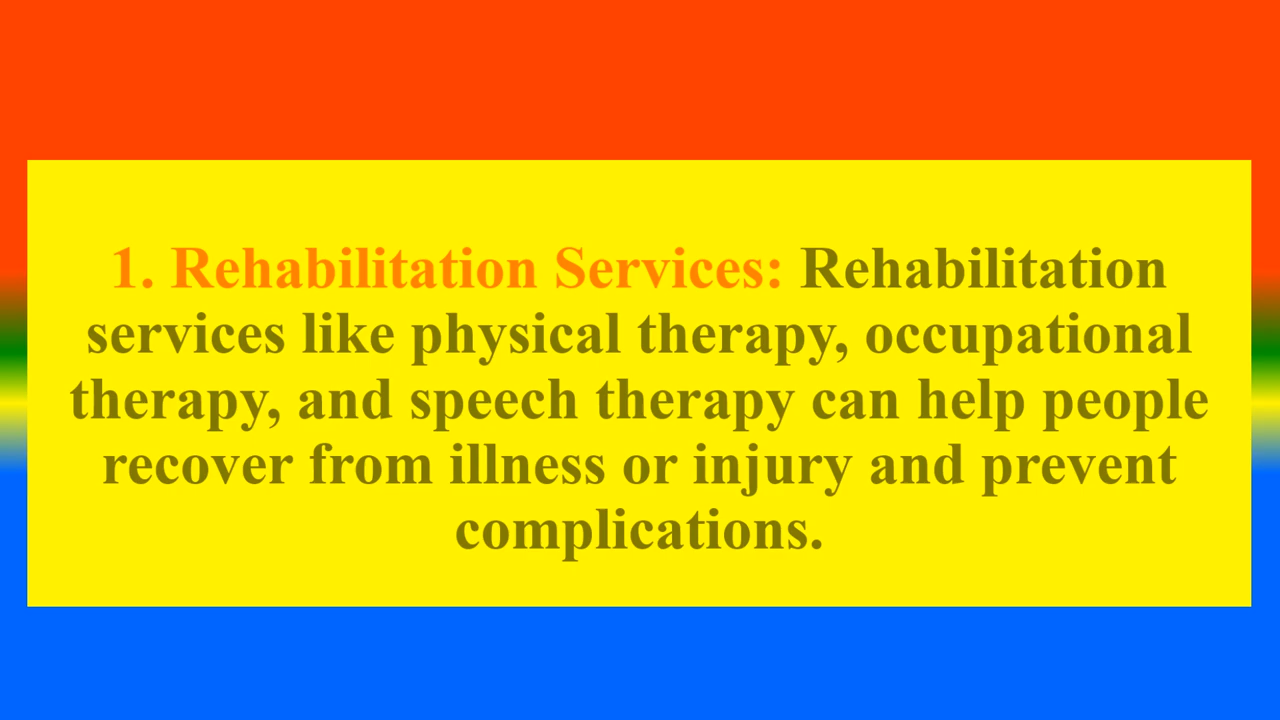 1. Rehabilitation Services: Rehabilitation
services like physical therapy, occupational
therapy, and speech therapy can help people
recover from illness or injury and prevent
complications.